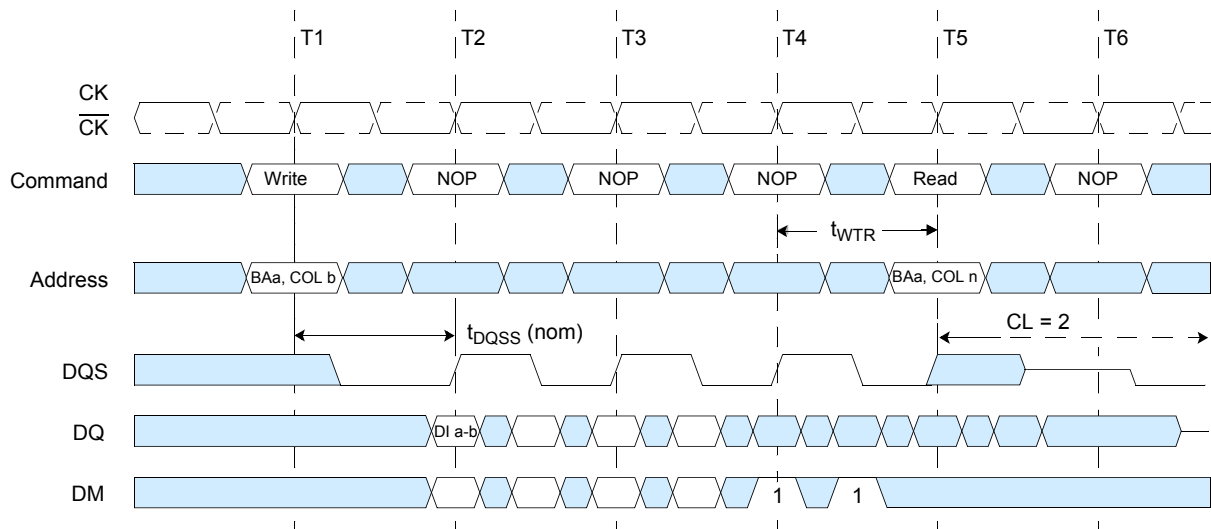 T1 T2 T3 T4 T5 T6
CK
CK
Command Write NOP NOP NOP Read NOP
tWTR
Address BAa, COL b BAa, COL n
tDQSS (nom) CL = 2
DQS
DQ DI a-b
DM 1 1